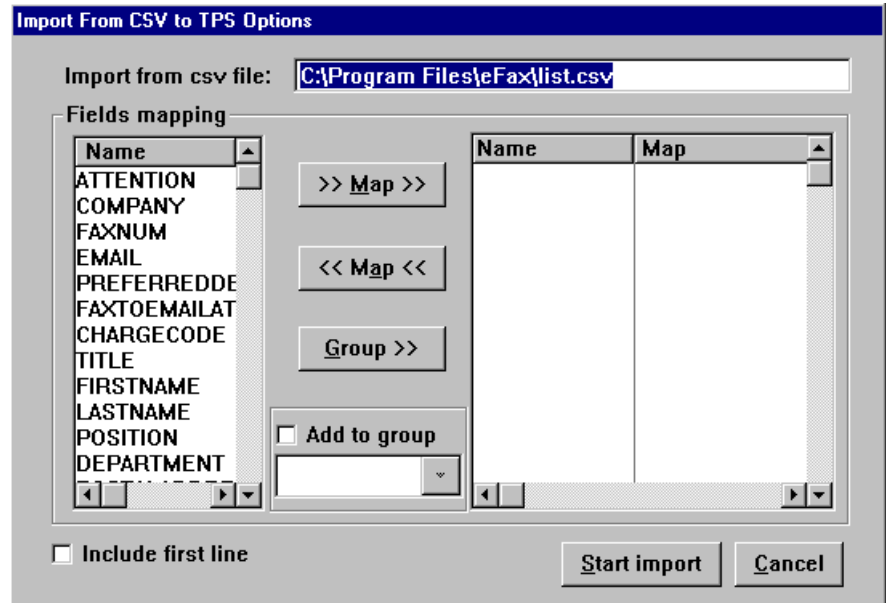 Import From CSV to TPS Options
Import from csv file: C:\Program Files\eFax\list.csv
Fields mapping
Name
ATTENTION
COMPANY
FAXNUM
EMAIL
PREFERREDDE
FAXTOEMAILAT
CHARGECODE
TITLE
FIRSTNAME
LASTNAME
POSITION
DEPARTMENT
>> Map >>
<< Map <<
Group >>
Add to group
Name Map
Include first line
Start import Cancel